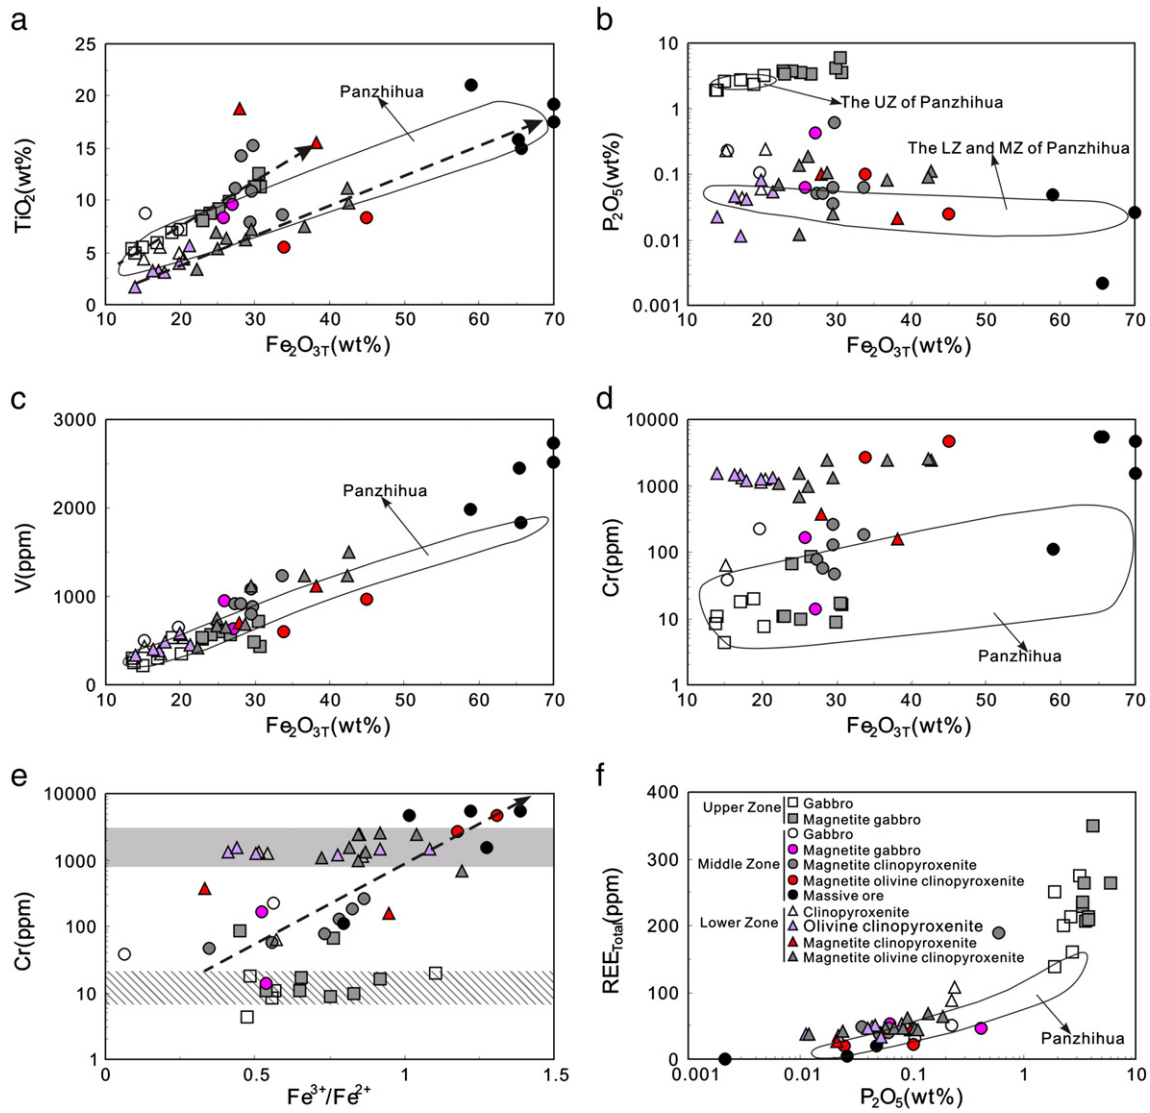 a
25
20
15
10
5
0
TiO2(wt%)
Panzhihua
10 20 30 40 50 60 70
Fe2O3T(wt%)
b
10
1
0.1
0.01
0.001
P2O5(wt%)
The UZ of Panzhihua
The LZ and MZ of Panzhihua
10 20 30 40 50 60 70
Fe2O3T(wt%)
c
3000
2000
1000
0
V(ppm)
Panzhihua
10 20 30 40 50 60 70
Fe2O3T(wt%)
d
10000
1000
100
10
1
Cr(ppm)
Panzhihua
10 20 30 40 50 60 70
Fe2O3T(wt%)
e
10000
1000
100
10
1
Cr(ppm)
0 0.5 1 1.5
Fe3+/Fe2+
f
400
300
200
100
0
REETotal(ppm)
Upper Zone
Gabbro
Magnetite gabbro
Middle Zone
Gabbro
Magnetite gabbro
Magnetite clinopyroxenite
Magnetite olivine clinopyroxenite
Massive ore
Lower Zone
Clinopyroxenite
Olivine clinopyroxenite
Magnetite clinopyroxenite
Magnetite olivine clinopyroxenite
Panzhihua
0.001 0.01 0.1 1 10
P2O5(wt%)